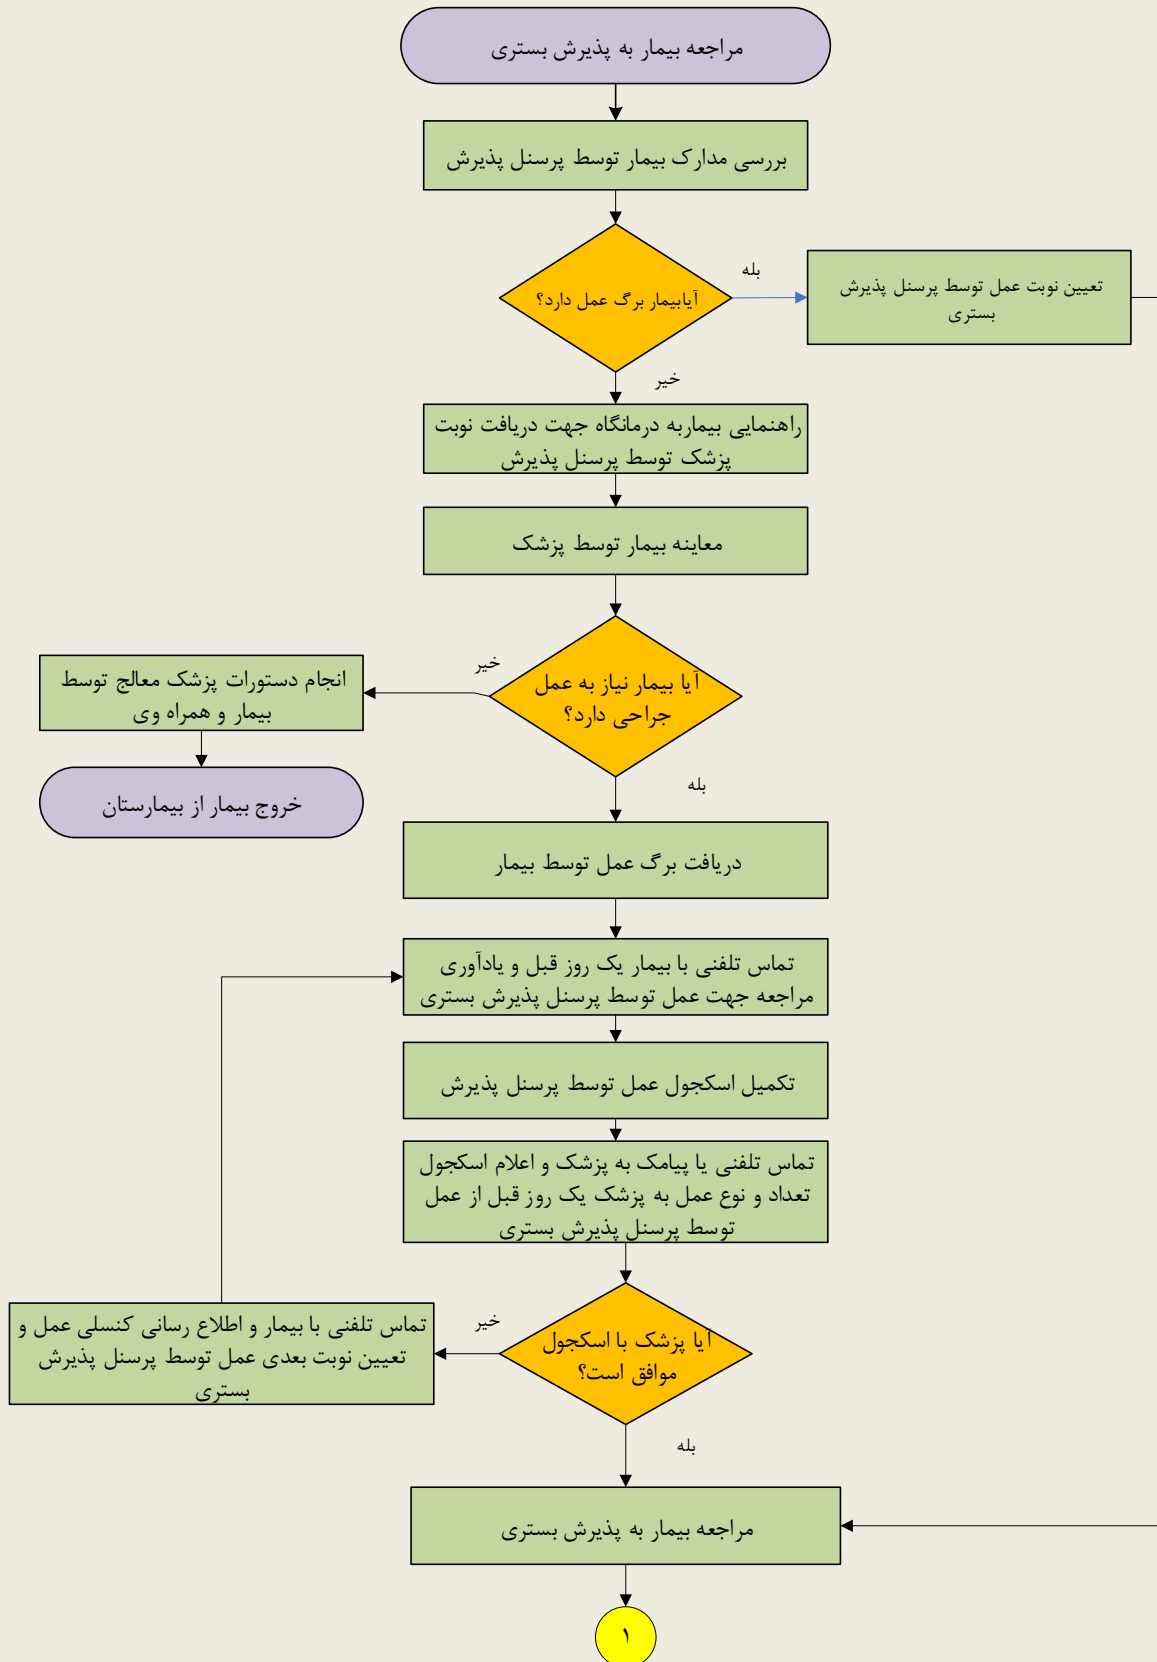 مراجعه بیمار به پذیرش بستری
بررسی مدارک بیمار توسط پرسنل پذیرش
آیابیمار برگ عمل دارد؟
بله
تعیین نوبت عمل توسط پرسنل پذیرش
بستری
خیر
راهنمایی بیماربه درمانگاه جهت دریافت نوبت
پزشک توسط پرسنل پذیرش
معاینه بیمار توسط پزشک
آیا بیمار نیاز به عمل
جراحی دارد؟
خیر
انجام دستورات پزشک معالج توسط
بیمار و همراه وی
خروج بیمار از بیمارستان
بله
دریافت برگ عمل توسط بیمار
تماس تلفنی با بیمار یک روز قبل و یادآوری
مراجعه جهت عمل توسط پرسنل پذیرش بستری
تکمیل اسکجول عمل توسط پرسنل پذیرش
تماس تلفنی یا پیامک به پزشک و اعلام اسکجول
تعداد و نوع عمل به پزشک یک روز قبل از عمل
توسط پرسنل پذیرش بستری
آیا پزشک با اسکجول
موافق است؟
خیر
تماس تلفنی با بیمار و اطلاع رسانی کنسلی عمل و
تعیین نوبت بعدی عمل توسط پرسنل پذیرش
بستری
بله
مراجعه بیمار به پذیرش بستری
۱